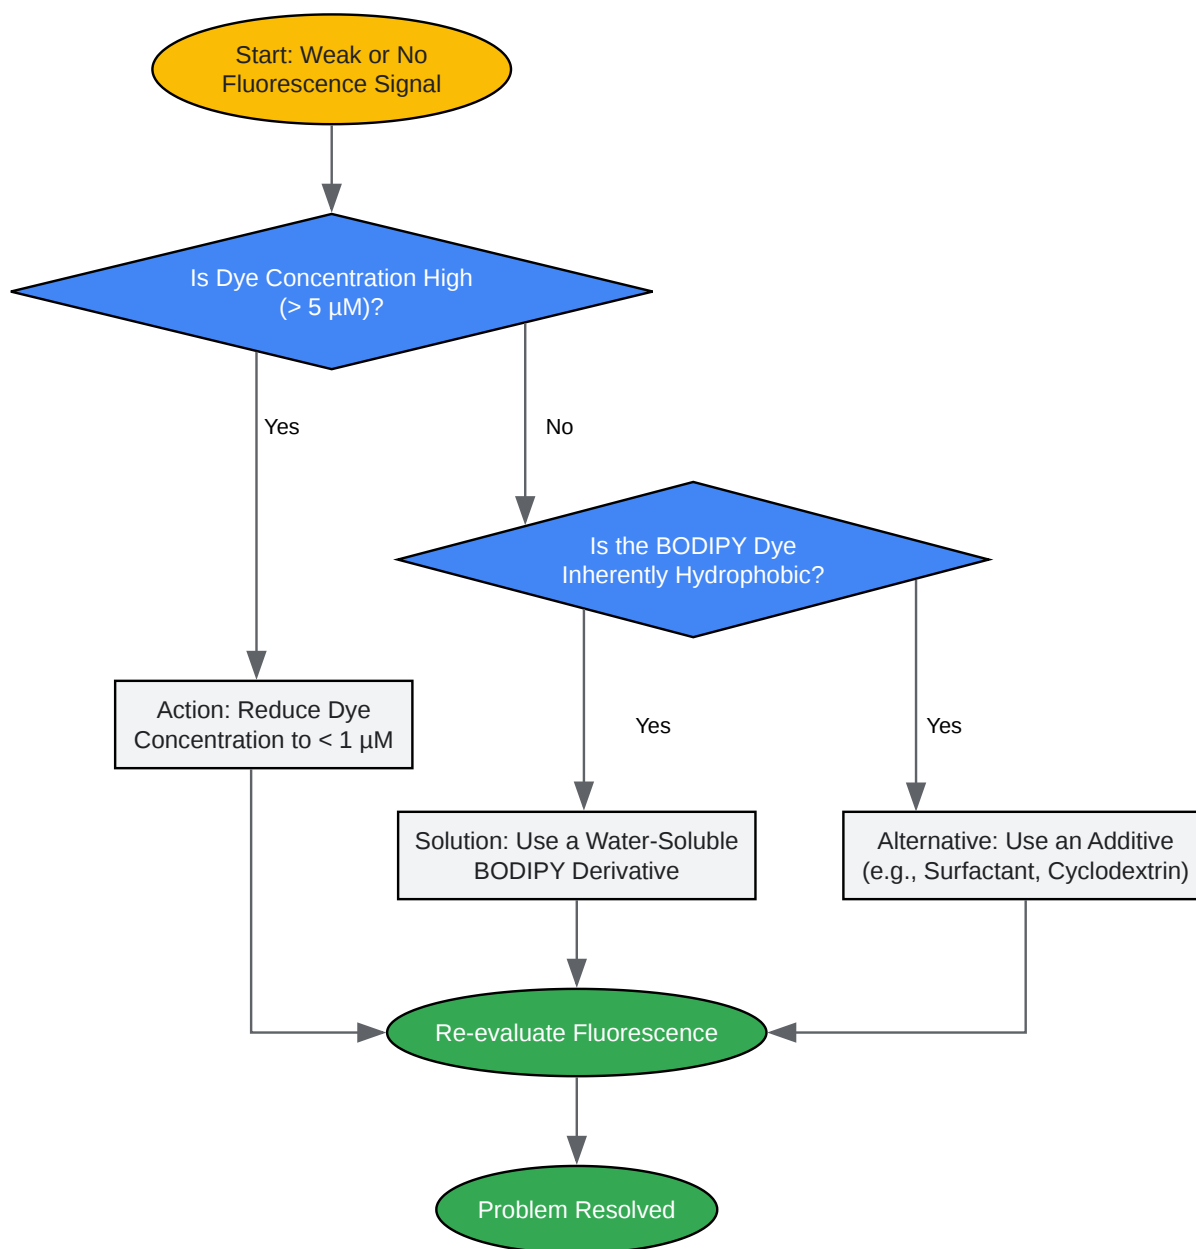 Start: Weak or No
Fluorescence Signal
Is Dye Concentration High
(> 5 µM)?
Yes
No
Is the BODIPY Dye
Inherently Hydrophobic?
Action: Reduce Dye
Concentration to < 1 µM
Yes
Yes
Solution: Use a Water-Soluble
BODIPY Derivative
Alternative: Use an Additive
(e.g., Surfactant, Cyclodextrin)
Re-evaluate Fluorescence
Problem Resolved